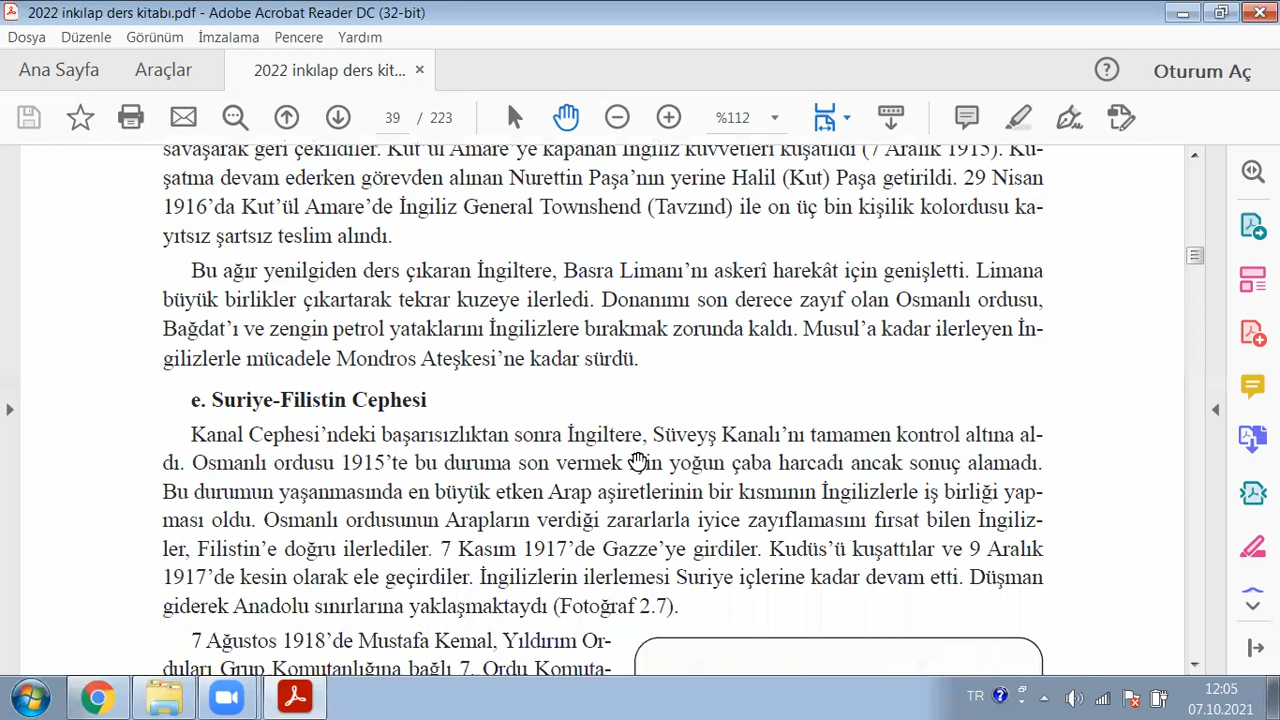 2022 inkılap ders kitabı.pdf - Adobe Acrobat Reader DC (32-bit)
Dosya Düzenle Görünüm İmzalama Pencere Yardım
Ana Sayfa Araçlar 2022 inkılap ders kit... × Oturum Aç
39 / 223 %112
savaşarak geri çekildiler. Kut'ül Amare'ye kapanan İngiliz kuvvetleri kuşatıldı (7 Aralık 1915). Ku-
şatma devam ederken görevden alınan Nurettin Paşa'nın yerine Halil (Kut) Paşa getirildi. 29 Nisan
1916'da Kut'ül Amare'de İngiliz General Townshend (Tavzınd) ile on üç bin kişilik kolordusu ka-
yıtsız şartsız teslim alındı.
Bu ağır yenilgiden ders çıkaran İngiltere, Basra Limanı'nı askerî harekât için genişletti. Limana
büyük birlikler çıkartarak tekrar kuzeye ilerledi. Donanımı son derece zayıf olan Osmanlı ordusu,
Bağdat'ı ve zengin petrol yataklarını İngilizlere bırakmak zorunda kaldı. Musul'a kadar ilerleyen İn-
gilizlerle mücadele Mondros Ateşkesi'ne kadar sürdü.
e. Suriye-Filistin Cephesi
Kanal Cephesi'ndeki başarısızlıktan sonra İngiltere, Süveyş Kanalı'nı tamamen kontrol altına al-
dı. Osmanlı ordusu 1915'te bu duruma son vermek için yoğun çaba harcadı ancak sonuç alamadı.
Bu durumun yaşanmasında en büyük etken Arap aşiretlerinin bir kısmının İngilizlerle iş birliği yap-
ması oldu. Osmanlı ordusunun Arapların verdiği zararlarla iyice zayıflamasını fırsat bilen İngiliz-
ler, Filistin'e doğru ilerlediler. 7 Kasım 1917'de Gazze'ye girdiler. Kudüs'ü kuşattılar ve 9 Aralık
1917'de kesin olarak ele geçirdiler. İngilizlerin ilerlemesi Suriye içlerine kadar devam etti. Düşman
giderek Anadolu sınırlarına yaklaşmaktaydı (Fotoğraf 2.7).
7 Ağustos 1918'de Mustafa Kemal, Yıldırım Or-
duları Grup Komutanlığına bağlı 7. Ordu Komuta-
TR 12:05
07.10.2021